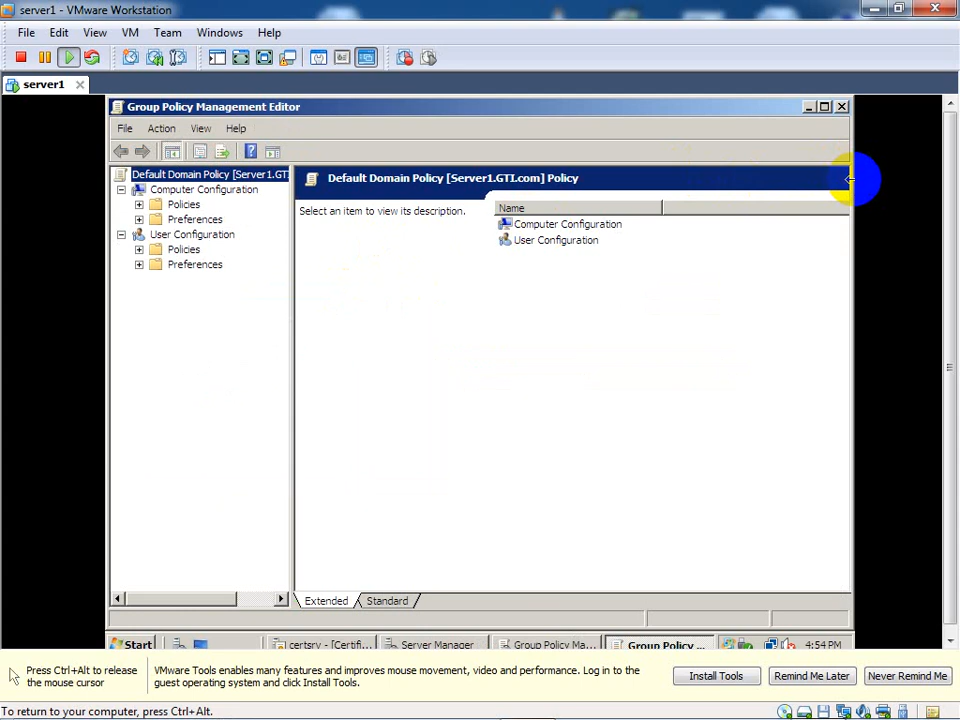 server1 - VMware Workstation
File Edit View VM Team Windows Help
server1
Group Policy Management Editor
File Action View Help
Default Domain Policy [Server1.GTI
Computer Configuration
Policies
Preferences
User Configuration
Policies
Preferences
Default Domain Policy [Server1.GTI.com] Policy
Select an item to view its description.
Name
Computer Configuration
User Configuration
Extended Standard
Start
certsrv - [Certifi...
Server Manager
Group Policy Ma...
Group Policy ...
4:54 PM
Press Ctrl+Alt to release
the mouse cursor
VMware Tools enables many features and improves mouse movement, video and performance. Log in to the
guest operating system and click Install Tools.
Install Tools
Remind Me Later
Never Remind Me
To return to your computer, press Ctrl+Alt.